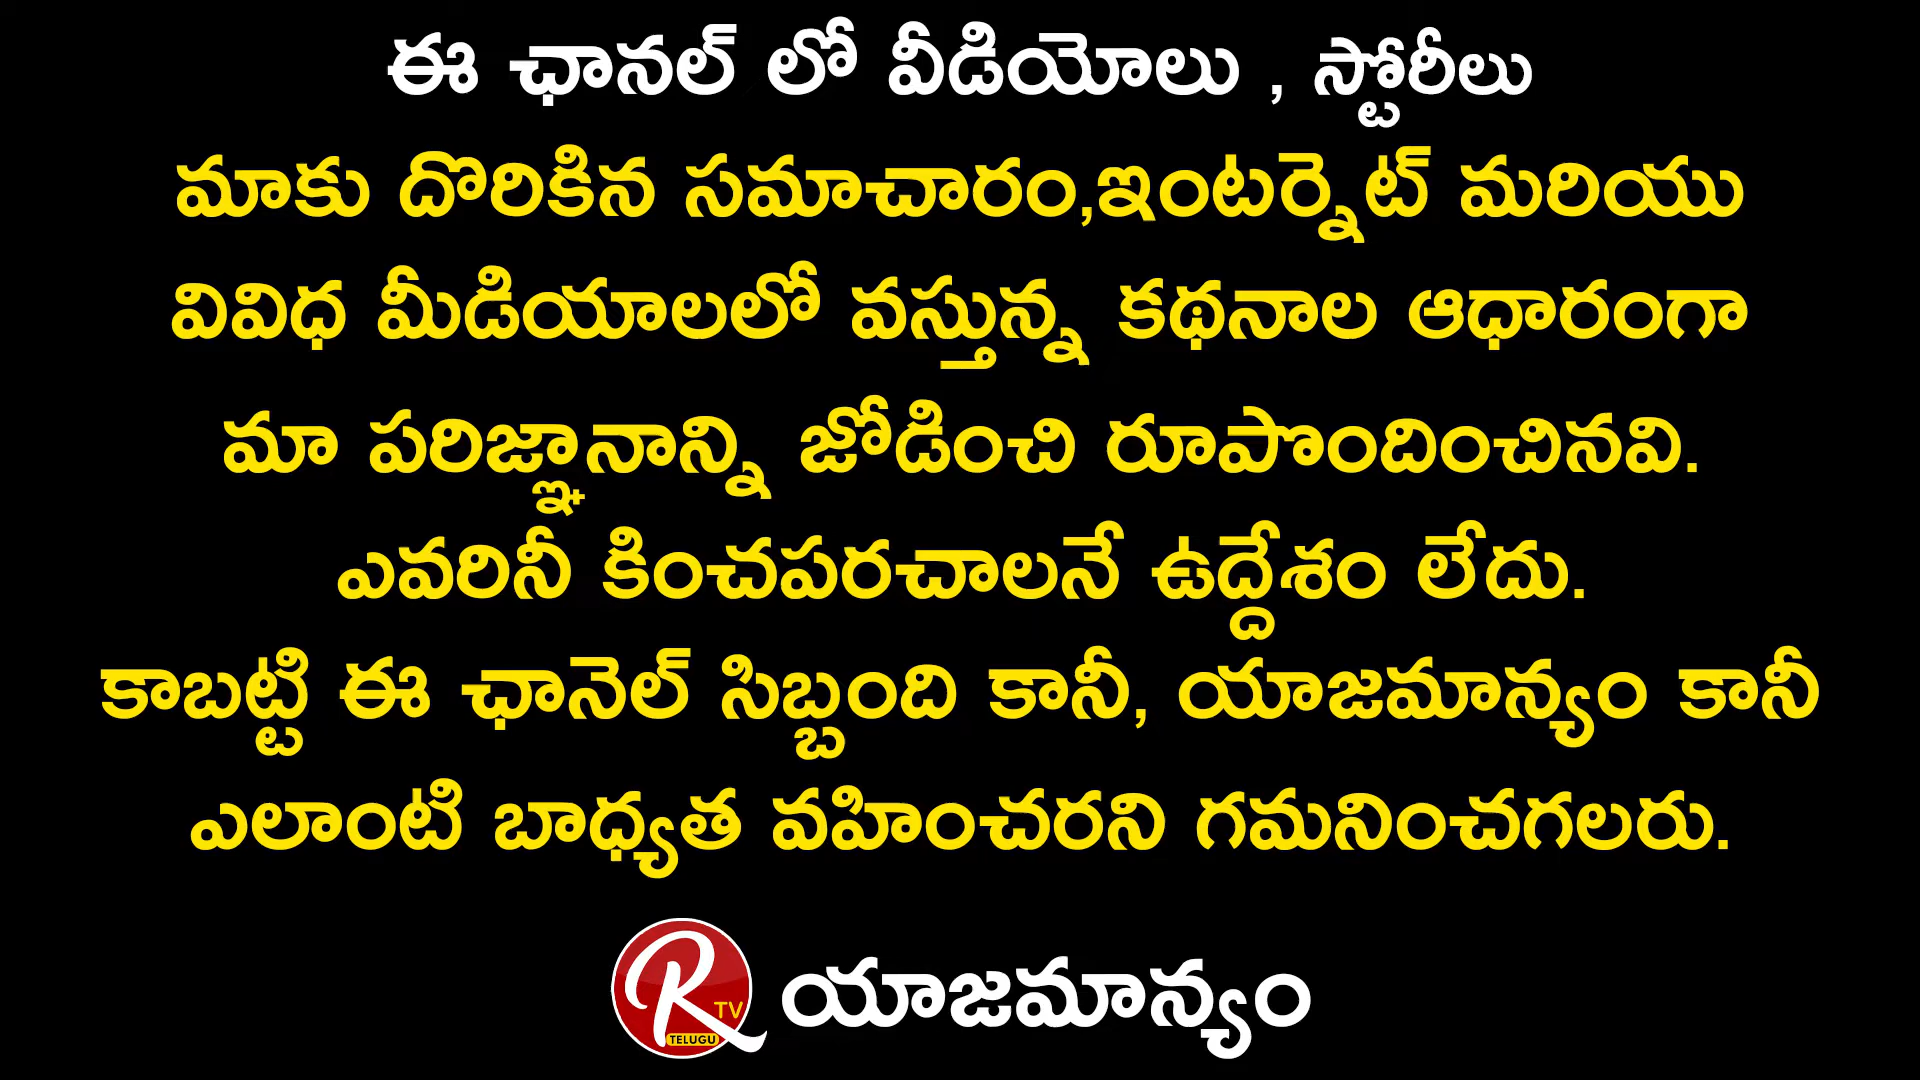 ఈ ఛానల్ లో వీడియోలు , స్టోరీలు
మాకు దొరికిన సమాచారం,ఇంటర్నెట్ మరియు
వివిధ మీడియాలలో వస్తున్న కథనాల ఆధారంగా
మా పరిజ్ఞానాన్ని జోడించి రూపొందించినవి.
ఎవరినీ కించపరచాలనే ఉద్దేశం లేదు.
కాబట్టి ఈ ఛానెల్ సిబ్బంది కానీ, యాజమాన్యం కానీ
ఎలాంటి బాధ్యత వహించరని గమనించగలరు.
R TV TELUGU యాజమాన్యం